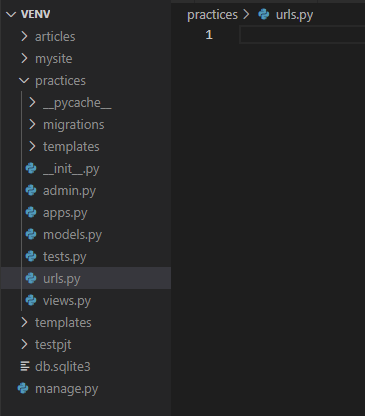 VENV
articles
mysite
practices
__pycache__
migrations
templates
__init__.py
admin.py
apps.py
models.py
tests.py
urls.py
views.py
templates
testpjt
db.sqlite3
manage.py
practices > urls.py
1